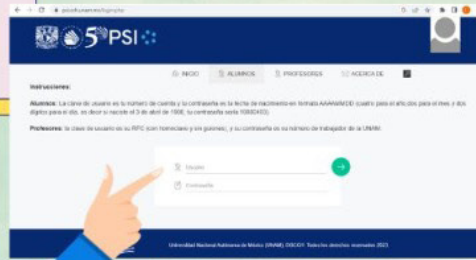 5° PSI
INICIO ALUMNOS PROFESORES ACERCA DE
Instrucciones:
Alumnos: La clave de usuario es tu número de cuenta y tu contraseña es la fecha de nacimiento en formato AAAAMMDD (cuatro para el año, dos para el mes y dos
dígitos para el día, es decir si naciste el 3 de abril de 1990, tu contraseña sería 19900403).
Profesores: la clave de usuario es su RFC (con homoclave y sin guiones), y su contraseña es su número de trabajador de la UNAM.
Usuario
Contraseña
Universidad Nacional Autónoma de México (UNAM), DGCCH. Todos los derechos reservados 2023.